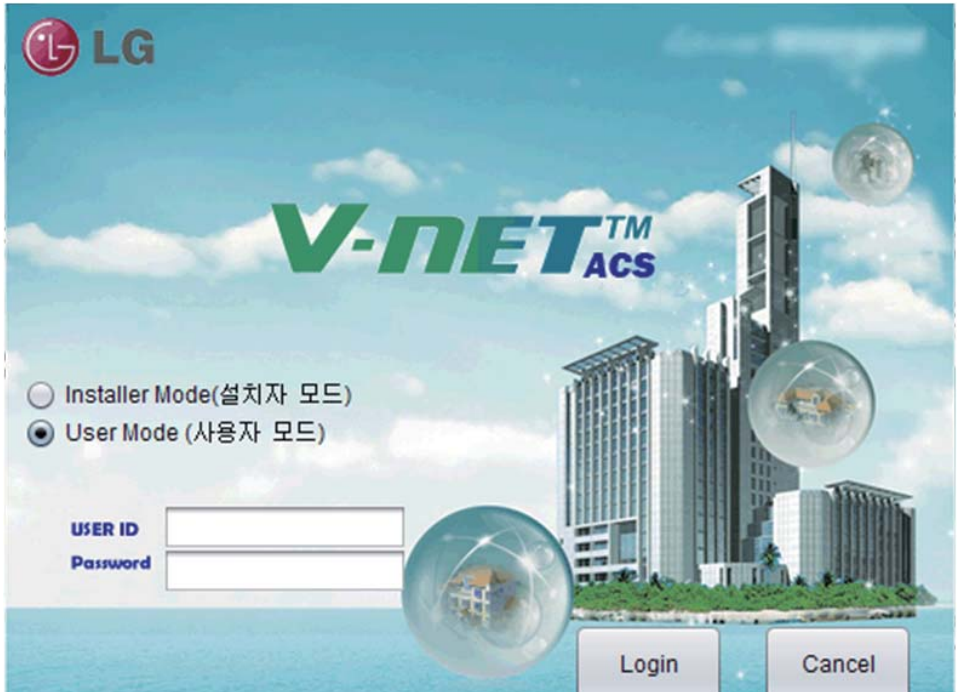 LG
V-NET™
ACS
Installer Mode(설치자 모드)
User Mode (사용자 모드)
USER ID
Password
Login
Cancel